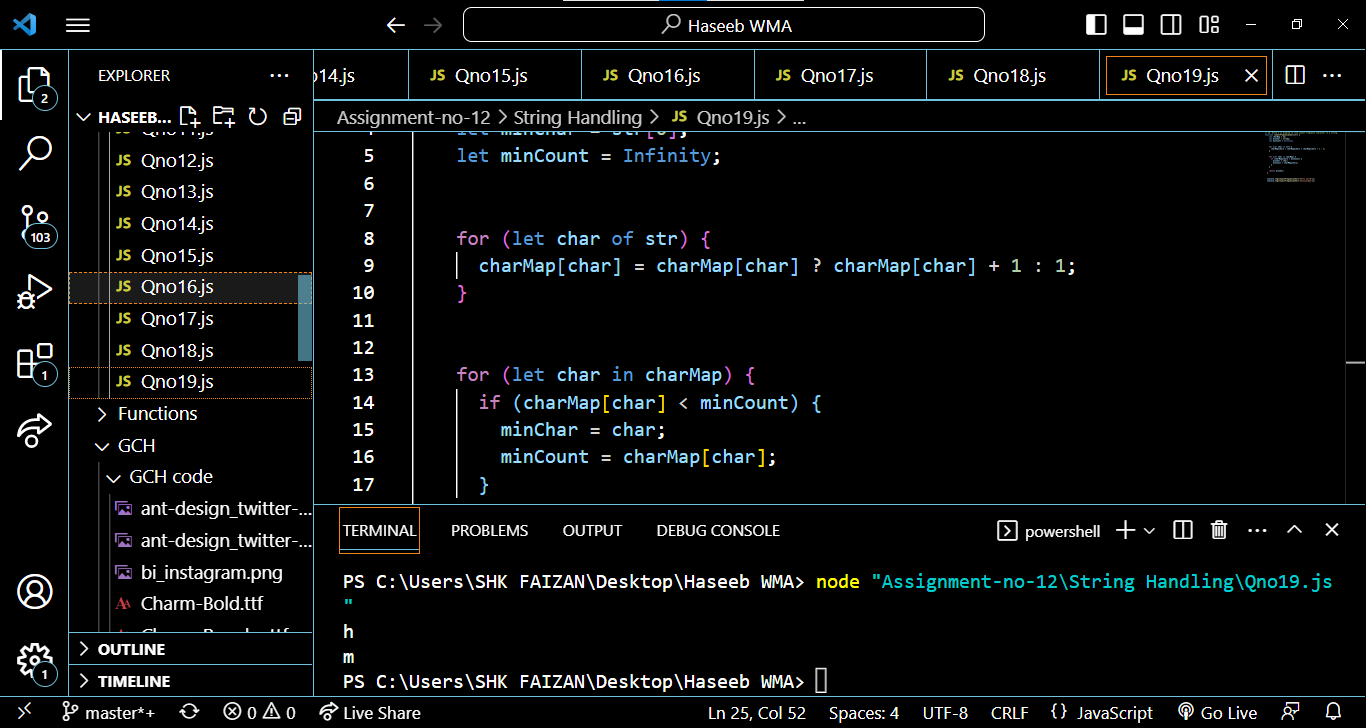 Haseeb WMA
EXPLORER
HASEEB...
Qno12.js
Qno13.js
Qno14.js
Qno15.js
Qno16.js
Qno17.js
Qno18.js
Qno19.js
Functions
GCH
GCH code
ant-design_twitter-...
ant-design_twitter-...
bi_instagram.png
Charm-Bold.ttf
OUTLINE
TIMELINE
2
103
1
1
o14.js
JS Qno15.js
JS Qno16.js
JS Qno17.js
JS Qno18.js
JS Qno19.js
Assignment-no-12 > String Handling > JS Qno19.js > ...
4 let minChar = str[0];
5 let minCount = Infinity;
6
7
8 for (let char of str) {
9 charMap[char] = charMap[char] ? charMap[char] + 1 : 1;
10 }
11
12
13 for (let char in charMap) {
14 if (charMap[char] < minCount) {
15 minChar = char;
16 minCount = charMap[char];
17 }
TERMINAL PROBLEMS OUTPUT DEBUG CONSOLE
powershell
PS C:\Users\SHK FAIZAN\Desktop\Haseeb WMA> node "Assignment-no-12\String Handling\Qno19.js
"
h
m
PS C:\Users\SHK FAIZAN\Desktop\Haseeb WMA>
master*+ 0 0 Live Share Ln 25, Col 52 Spaces: 4 UTF-8 CRLF {} JavaScript Go Live